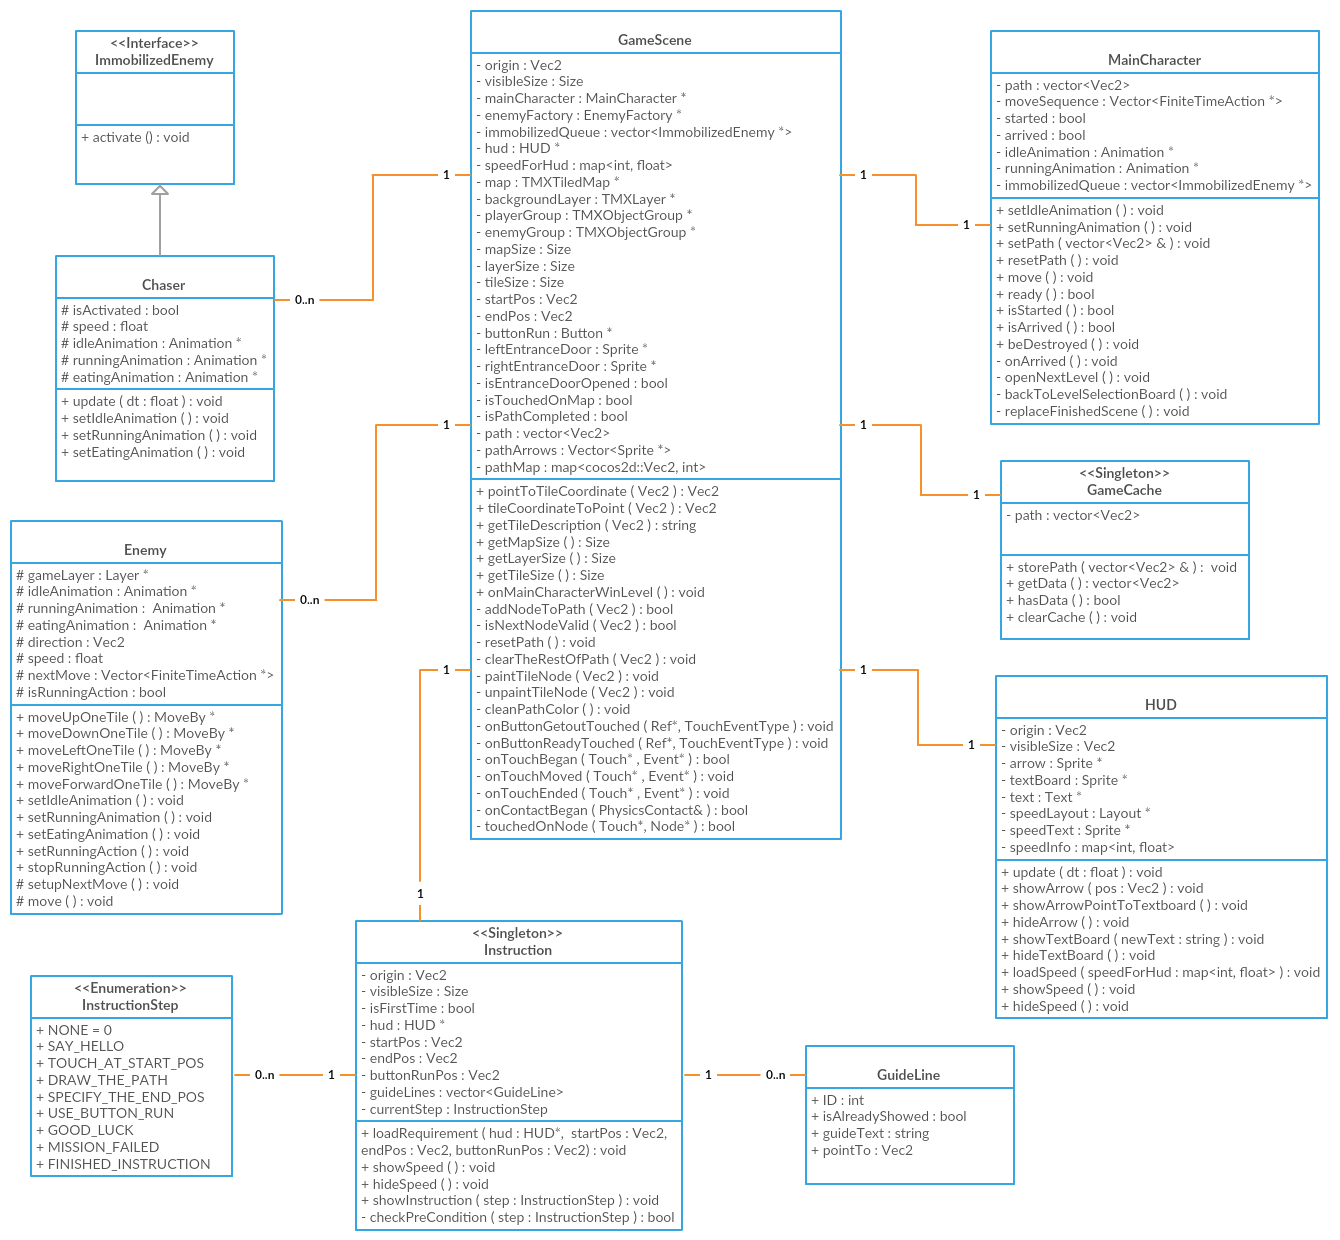 <<Interface>>
ImmobilizedEnemy
+ activate () : void
Chaser
# isActivated : bool
# speed : float
# idleAnimation : Animation *
# runningAnimation : Animation *
# eatingAnimation : Animation *
+ update ( dt : float ) : void
+ setIdleAnimation ( ) : void
+ setRunningAnimation ( ) : void
+ setEatingAnimation ( ) : void
Enemy
# gameLayer : Layer *
# idleAnimation : Animation *
# runningAnimation :  Animation *
# eatingAnimation :  Animation *
# direction : Vec2
# speed : float
# nextMove : Vector<FiniteTimeAction *>
# isRunningAction : bool
+ moveUpOneTile ( ) : MoveBy *
+ moveDownOneTile ( ) : MoveBy *
+ moveLeftOneTile ( ) : MoveBy *
+ moveRightOneTile ( ) : MoveBy *
+ moveForwardOneTile ( ) : MoveBy *
+ setIdleAnimation ( ) : void
+ setRunningAnimation ( ) : void
+ setEatingAnimation ( ) : void
+ setRunningAction ( ) : void
+ stopRunningAction ( ) : void
# setupNextMove ( ) : void
# move ( ) : void
GameScene
- origin : Vec2
- visibleSize : Size
- mainCharacter : MainCharacter *
- enemyFactory : EnemyFactory *
- immobilizedQueue : vector<ImmobilizedEnemy *>
- hud : HUD *
- speedForHud : map<int, float>
- map : TMXTiledMap *
- backgroundLayer : TMXLayer *
- playerGroup : TMXObjectGroup *
- enemyGroup : TMXObjectGroup *
- mapSize : Size
- layerSize : Size
- tileSize : Size
- startPos : Vec2
- endPos : Vec2
- buttonRun : Button *
- leftEntranceDoor : Sprite *
- rightEntranceDoor : Sprite *
- isEntranceDoorOpened : bool
- isTouchedOnMap : bool
- isPathCompleted : bool
- path : vector<Vec2>
- pathArrows : Vector<Sprite *>
- pathMap : map<cocos2d::Vec2, int>
+ pointToTileCoordinate ( Vec2 ) : Vec2
+ tileCoordinateToPoint ( Vec2 ) : Vec2
+ getTileDescription ( Vec2 ) : string
+ getMapSize ( ) : Size
+ getLayerSize ( ) : Size
+ getTileSize ( ) : Size
+ onMainCharacterWinLevel ( ) : void
- addNodeToPath ( Vec2 ) : bool
- isNextNodeValid ( Vec2 ) : bool
- resetPath ( ) : void
- clearTheRestOfPath ( Vec2 ) : void
- paintTileNode ( Vec2 ) : void
- unpaintTileNode ( Vec2 ) : void
- cleanPathColor ( ) : void
- onButtonGetoutTouched ( Ref*, TouchEventType ) : void
- onButtonReadyTouched ( Ref*, TouchEventType ) : void
- onTouchBegan ( Touch* , Event* ) : bool
- onTouchMoved ( Touch* , Event* ) : void
- onTouchEnded ( Touch* , Event* ) : void
- onContactBegan ( PhysicsContact& ) : bool
- touchedOnNode ( Touch*, Node* ) : bool
MainCharacter
- path : vector<Vec2>
- moveSequence : Vector<FiniteTimeAction *>
- started : bool
- arrived : bool
- idleAnimation : Animation *
- runningAnimation : Animation *
- immobilizedQueue : vector<ImmobilizedEnemy *>
+ setIdleAnimation ( ) : void
+ setRunningAnimation ( ) : void
+ setPath ( vector<Vec2> & ) : void
+ resetPath ( ) : void
+ move ( ) : void
+ ready ( ) : bool
+ isStarted ( ) : bool
+ isArrived ( ) : bool
+ beDestroyed ( ) : void
- onArrived ( ) : void
- openNextLevel ( ) : void
- backToLevelSelectionBoard ( ) : void
- replaceFinishedScene ( ) : void
<<Singleton>>
GameCache
- path : vector<Vec2>
+ storePath ( vector<Vec2> & ) :  void
+ getData ( ) : vector<Vec2>
+ hasData ( ) : bool
+ clearCache ( ) : void
HUD
- origin : Vec2
- visibleSize : Vec2
- arrow : Sprite *
- textBoard : Sprite *
- text : Text *
- speedLayout : Layout *
- speedText : Sprite *
- speedInfo : map<int, float>
+ update ( dt : float ) : void
+ showArrow ( pos : Vec2 ) : void
+ showArrowPointToTextboard ( ) : void
+ hideArrow ( ) : void
+ showTextBoard ( newText : string ) : void
+ hideTextBoard ( ) : void
+ loadSpeed ( speedForHud : map<int, float> ) : void
+ showSpeed ( ) : void
+ hideSpeed ( ) : void
<<Singleton>>
Instruction
- origin : Vec2
- visibleSize : Size
- isFirstTime : bool
- hud : HUD *
- startPos : Vec2
- endPos : Vec2
- buttonRunPos : Vec2
- guideLines : vector<GuideLine>
- currentStep : InstructionStep
+ loadRequirement ( hud : HUD*,  startPos : Vec2,
endPos : Vec2, buttonRunPos : Vec2) : void
+ showSpeed ( ) : void
+ hideSpeed ( ) : void
+ showInstruction ( step : InstructionStep ) : void
- checkPreCondition ( step : InstructionStep ) : bool
<<Enumeration>>
InstructionStep
+ NONE = 0
+ SAY_HELLO
+ TOUCH_AT_START_POS
+ DRAW_THE_PATH
+ SPECIFY_THE_END_POS
+ USE_BUTTON_RUN
+ GOOD_LUCK
+ MISSION_FAILED
+ FINISHED_INSTRUCTION
GuideLine
+ ID : int
+ isAlreadyShowed : bool
+ guideText : string
+ pointTo : Vec2
1
0..n
1
0..n
1
1
1
1
1
1
1
1
0..n
1
1
0..n